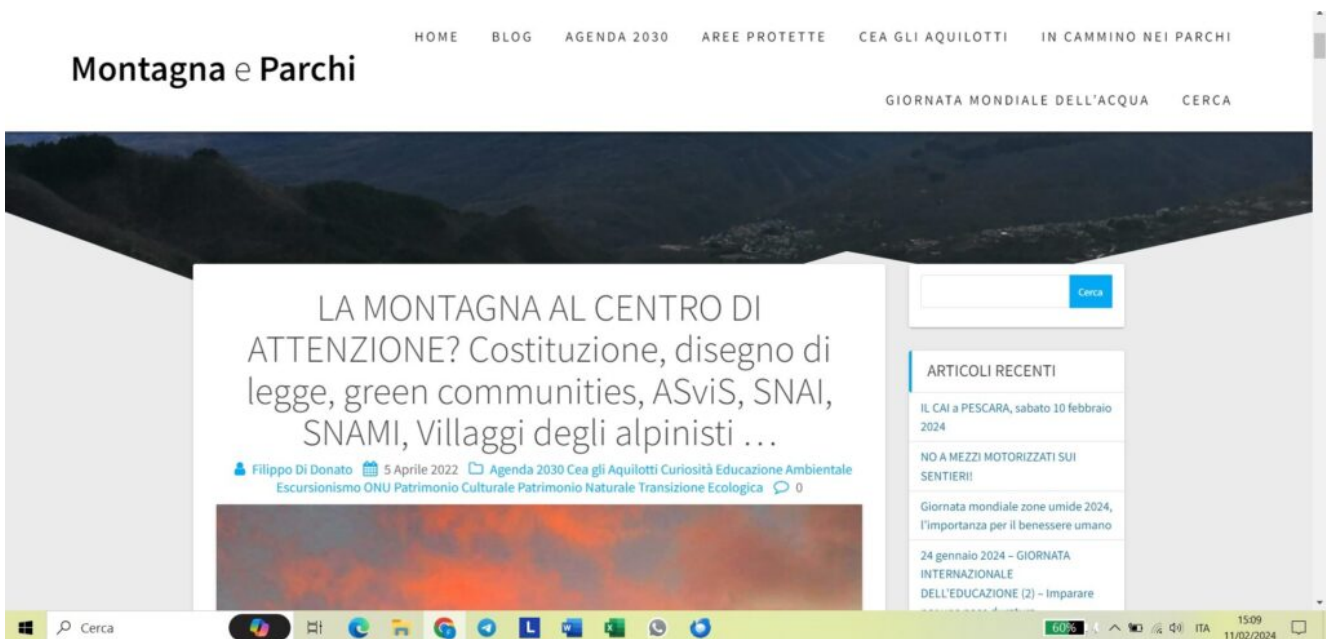 HOME BLOG AGENDA 2030 AREE PROTETTE CEA GLI AQUILOTTI IN CAMMINO NEI PARCHI
Montagna e Parchi
GIORNATA MONDIALE DELL'ACQUA CERCA
LA MONTAGNA AL CENTRO DI
ATTENZIONE? Costituzione, disegno di
legge, green communities, ASviS, SNAI,
SNAMI, Villaggi degli alpinisti ...
Filippo Di Donato 5 Aprile 2022 Agenda 2030 Cea gli Aquilotti Curiosità Educazione Ambientale
Escursionismo ONU Patrimonio Culturale Patrimonio Naturale Transizione Ecologica 0
Cerca
ARTICOLI RECENTI
IL CAI a PESCARA, sabato 10 febbraio
2024
NO A MEZZI MOTORIZZATI SUI
SENTIERI!!
Giornata mondiale zone umide 2024,
l'importanza per il benessere umano
24 gennaio 2024 – GIORNATA
INTERNAZIONALE
DELL'EDUCAZIONE (2) – Imparare
Cerca
60% ITA 15:09
11/02/2024